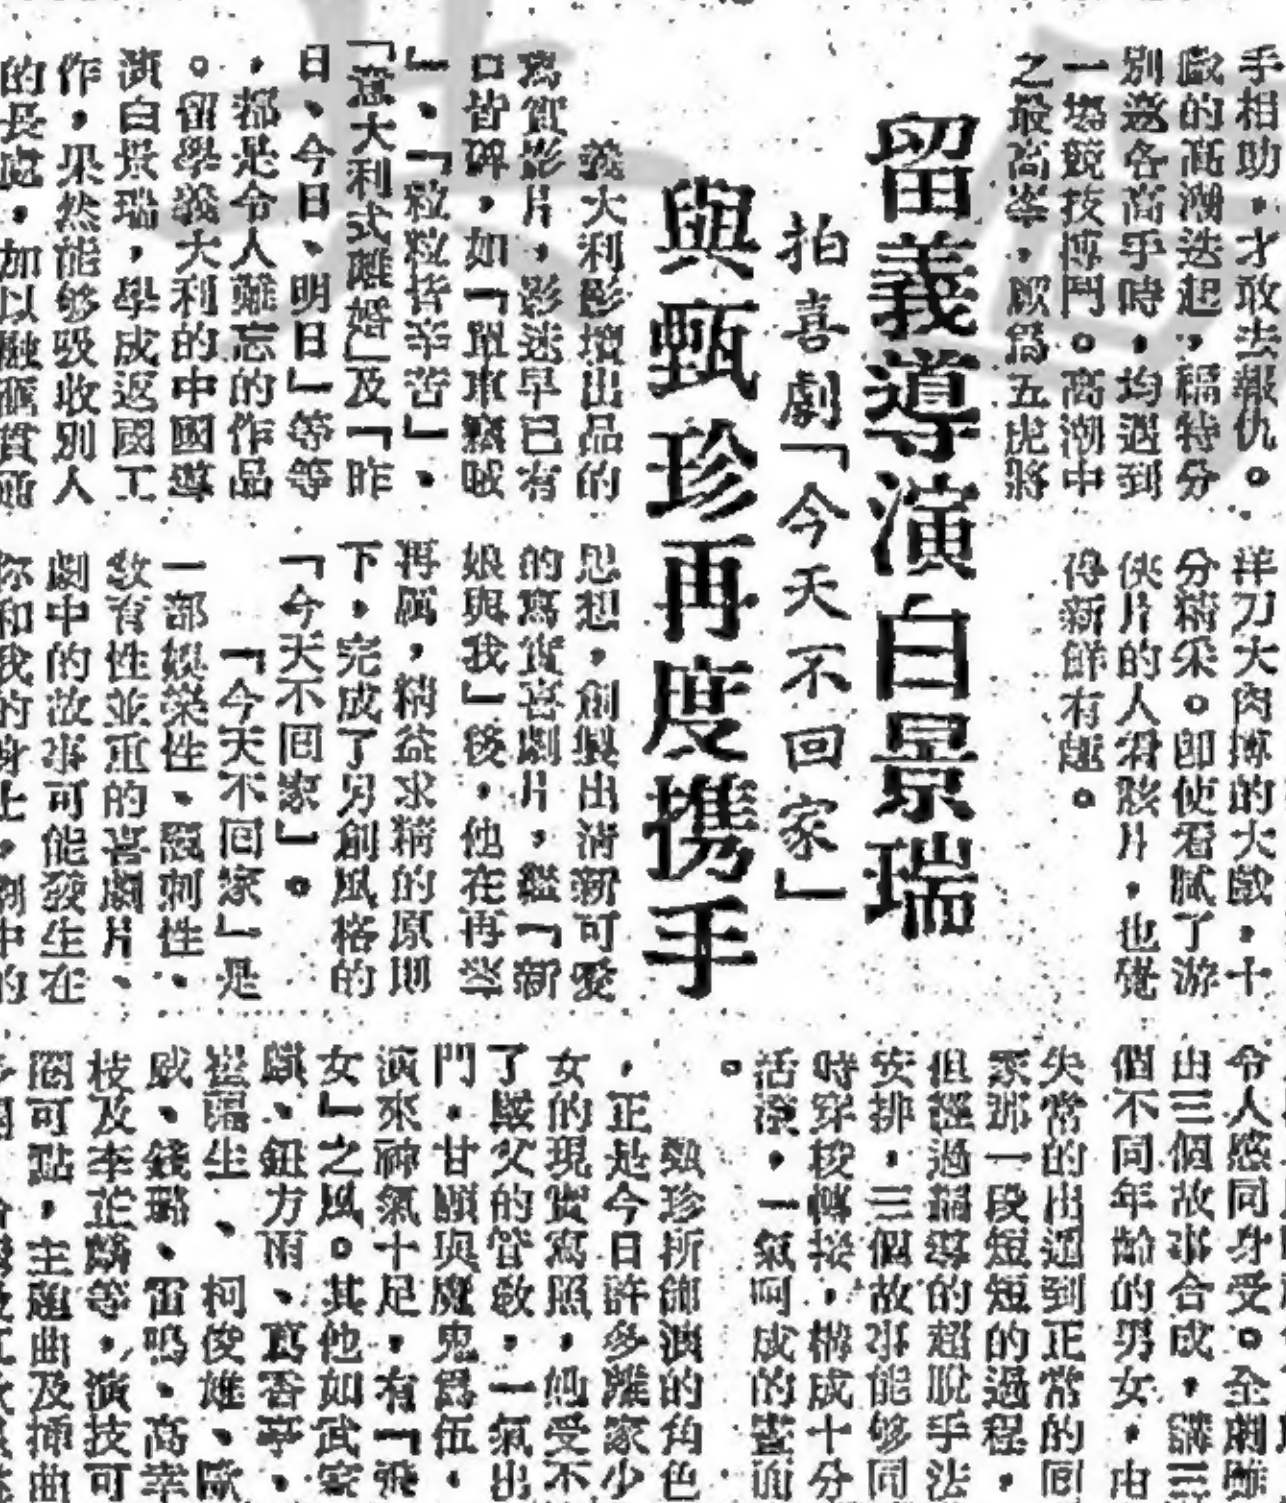 手相助，才敢去報仇。
戲的高潮迭起，福特分
別邀各高手時，均遇到
一場競技搏鬥。高潮中
之最高峯，厥爲五虎將
洋刀大肉搏的大戲，十
分精采。即使看膩了游
俠片的人看該片，也覺
得新鮮有趣。
留義導演白景瑞
拍喜劇「今天不回家」
與甄珍再度携手
義大利影壇出品的
寫實影片，影迷早已有
口皆碑，如「單車竊賊
」、「粒粒皆辛苦」、
「意大利式離婚」及「昨
日、今日、明日」等等
，都是令人難忘的作品
。留學義大利的中國導
演白景瑞，學成返國工
作，果然能够吸收別人
的長處，加以融匯貫通
思想，創製出清新可愛
的寫實喜劇片，繼「新
娘與我」後，他在再接
再厲，精益求精的原則
下，完成了另創風格的
「今天不回家」。
「今天不回家」是
一部娛樂性、諷刺性、
敎育性並重的喜劇片、
劇中的故事可能發生在
你和我的身上，劇中的
令人感同身受。全劇雖
由三個故事合成，講三
個不同年齡的男女，由
失常的出週到正常的回
家那一段短短的過程，
但經過編導的超脫手法
安排，三個故事能够同
時穿梭轉接，構成十分
活潑，一氣呵成的畫面
。
甄珍所飾演的角色
，正是今日許多離家少
女的現實寫照，她受不
了嚴父的管敎，一氣出
門，甘願與魔鬼爲伍，
演來神氣十足，有「飛
女」之風。其他如武家
麒、鈕方雨、葛香亭、
崔福生、柯俊雄、歐
威、錢璐、雷鳴、高幸
枝及李芷麟等，演技可
圈可點，主題曲及插曲